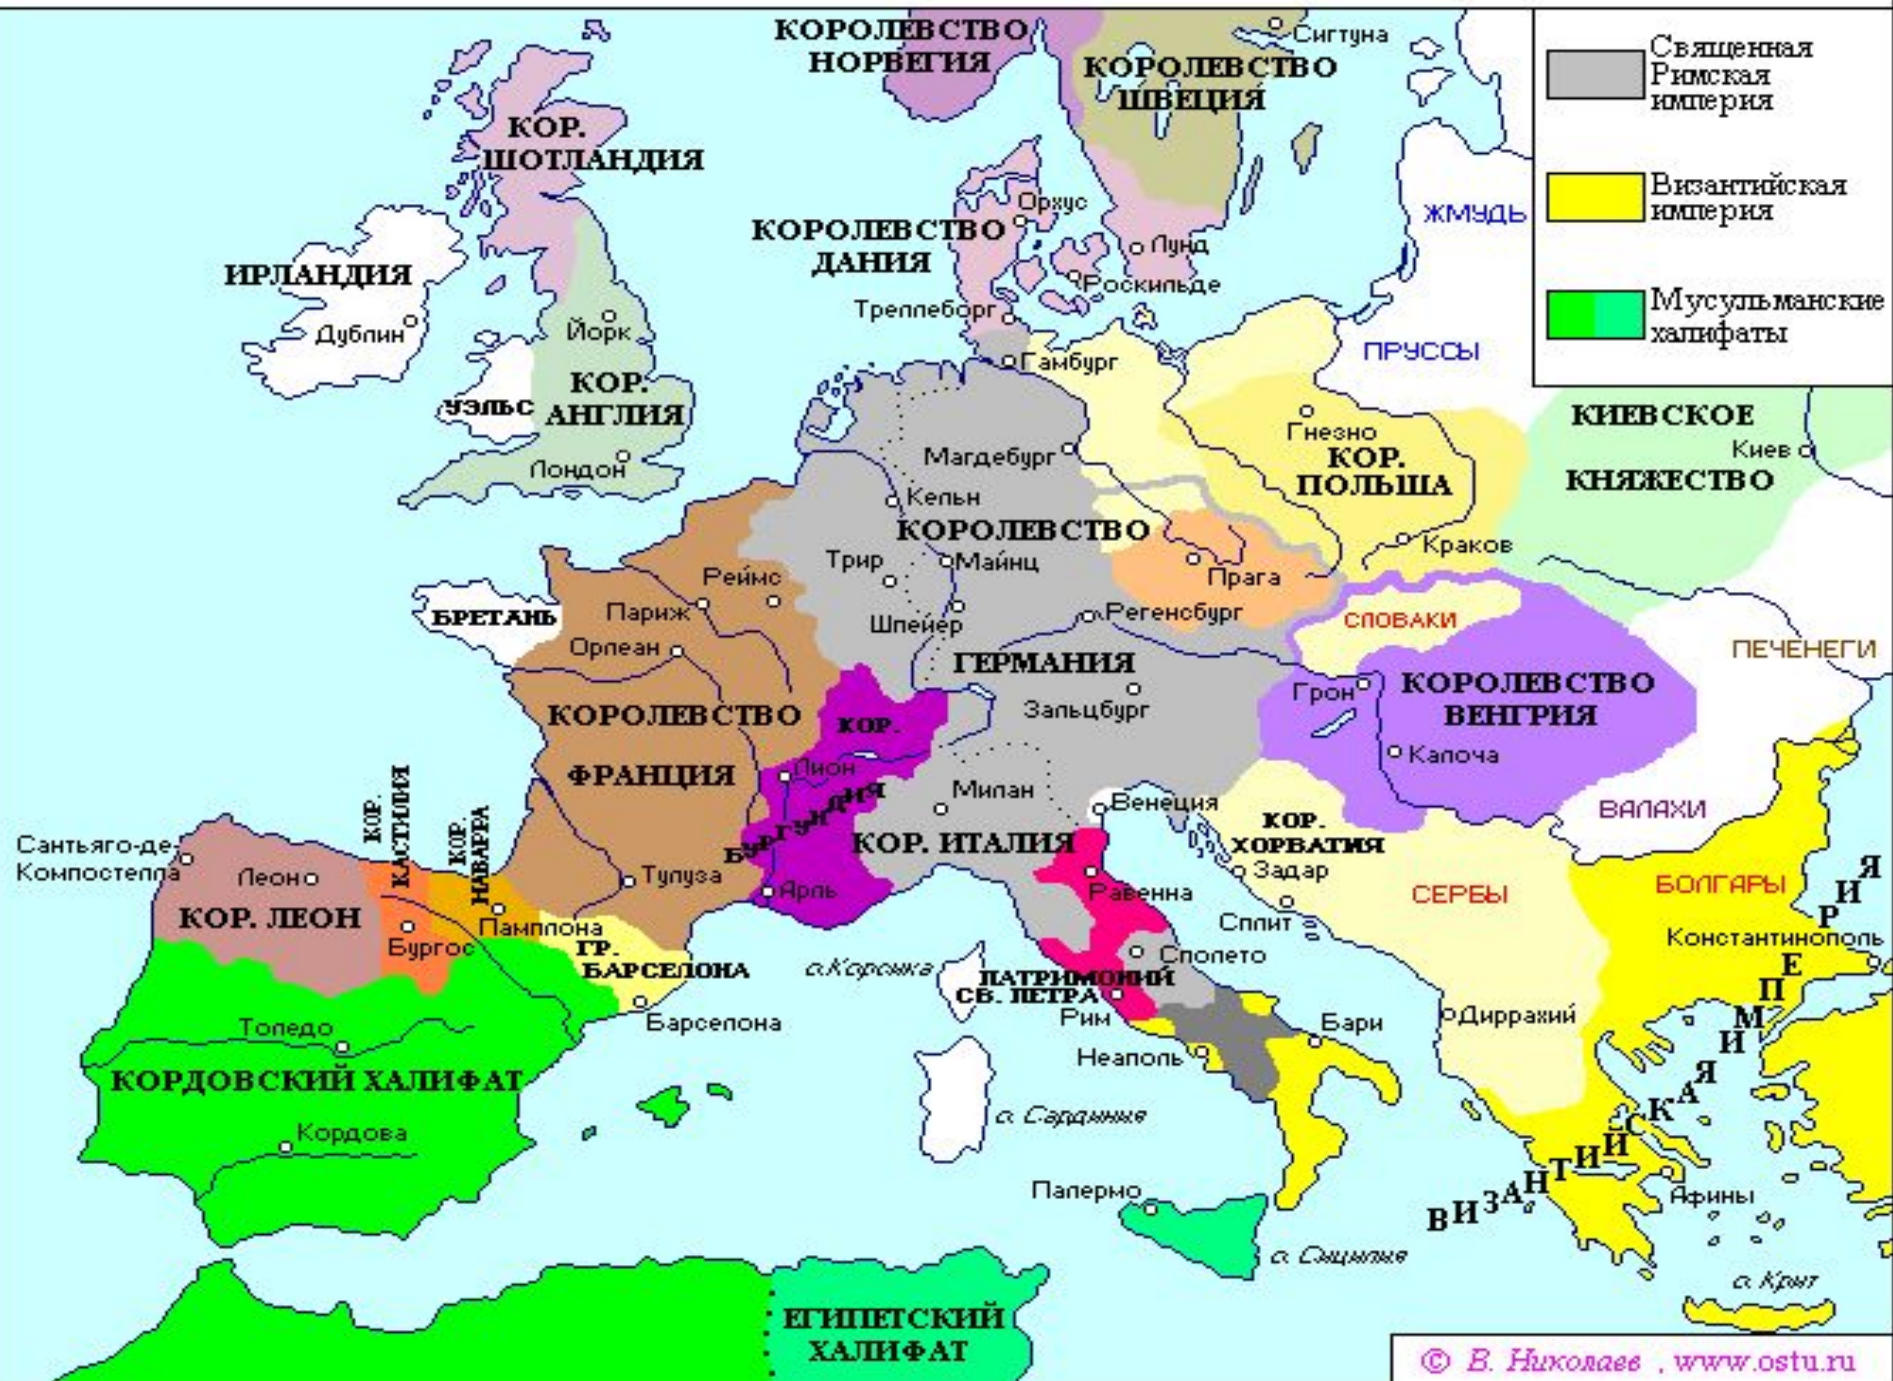 КОРОЛЕВСТВО
НОРВЕГИЯ
Сигтуна
КОРОЛЕВСТВО
ШВЕЦИЯ
Священная
Римская
империя
Византийская
империя
Мусульманские
халифаты
КОР.
ШОТЛАНДИЯ
Орхус
КОРОЛЕВСТВО
ДАНИЯ
Лунд
Роскильде
Треллеборг
ЖМУДЬ
ИРЛАНДИЯ
Дублин
Йорк
КОР.
АНГЛИЯ
УЭЛЬС
Лондон
Гамбург
ПРУССЫ
Гнезно
КОР.
ПОЛЬША
Краков
КИЕВСКОЕ
Киев
КНЯЖЕСТВО
Магдебург
Кельн
КОРОЛЕВСТВО
Трир
Майнц
Прага
Шпейер
Регенсбург
ГЕРМАНИЯ
Зальцбург
БРЕТАНЬ
Реймс
Париж
Орлеан
КОРОЛЕВСТВО
ФРАНЦИЯ
Тулуза
КОР.
БУРГУНДИЯ
Лион
Арль
СЛОВАКИ
ПЕЧЕНЕГИ
Грон
КОРОЛЕВСТВО
ВЕНГРИЯ
Калоча
ВАЛАХИ
Милан
Венеция
КОР. ИТАЛИЯ
КОР.
ХОРВАТИЯ
Задар
Сплит
СЕРБЫ
БОЛГАРЫ
Константинополь
Равенна
Сполето
ПАТРИМОНИЙ
СВ. ПЕТРА
Рим
Неаполь
Бари
Диррахий
Сантьяго-де-
Компостелла
Леон
КОР. ЛЕОН
КОР.
КАСТИЛИЯ
КОР.
НАВАРРА
Бургос
Памплона
ГР.
БАРСЕЛОНА
Барселона
о.Корсика
Толедо
КОРДОВСКИЙ ХАЛИФАТ
Кордова
о. Сардиния
Палермо
о. Сицилия
ВИЗАНТИЙСКАЯ ИМПЕРИЯ
Афины
о. Крит
ЕГИПЕТСКИЙ
ХАЛИФАТ
© В. Николаев , www.ostu.ru